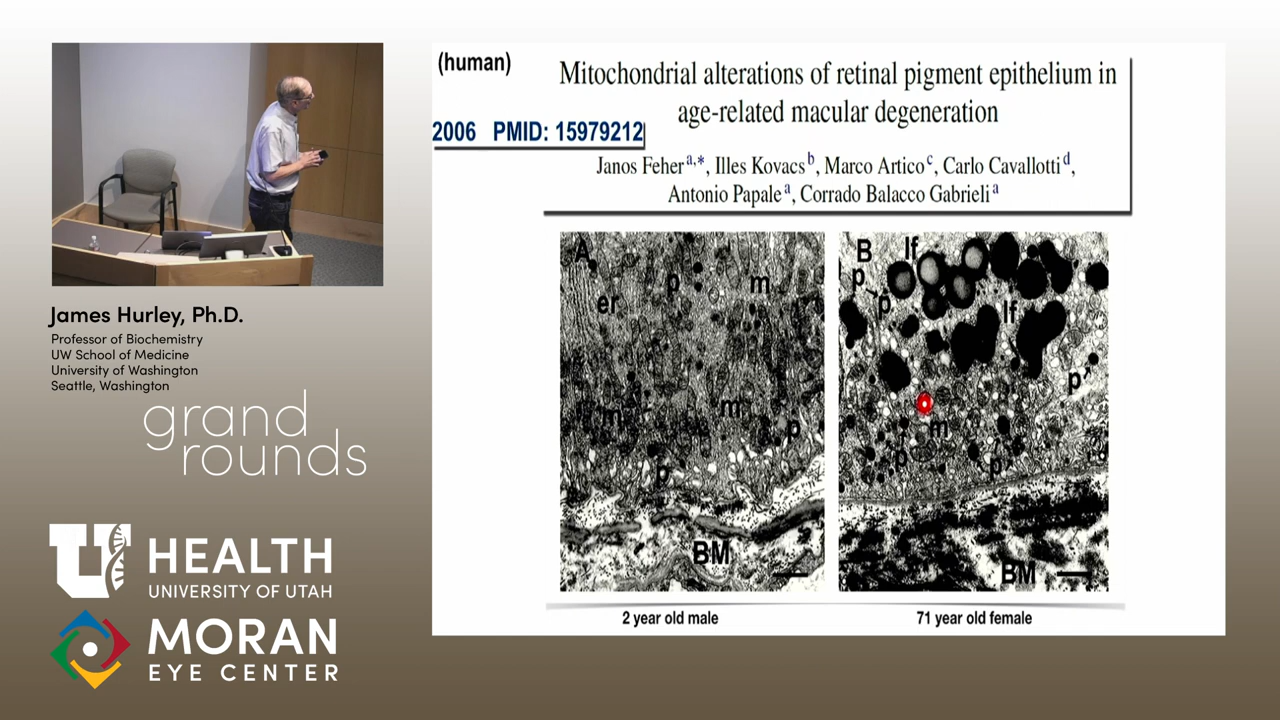 (human)
Mitochondrial alterations of retinal pigment epithelium in
age-related macular degeneration
2006 PMID: 15979212
Janos Feher a,*, Illes Kovacs b, Marco Artico c, Carlo Cavallotti d,
Antonio Papale a, Corrado Balacco Gabrieli a
A
er
p
m
m
m
p
p
BM
B
lf
p
p
lf
p
m
p
p
BM
2 year old male
71 year old female
James Hurley, Ph.D.
Professor of Biochemistry
UW School of Medicine
University of Washington
Seattle, Washington
grand
rounds
U HEALTH
UNIVERSITY OF UTAH
MORAN
EYE CENTER